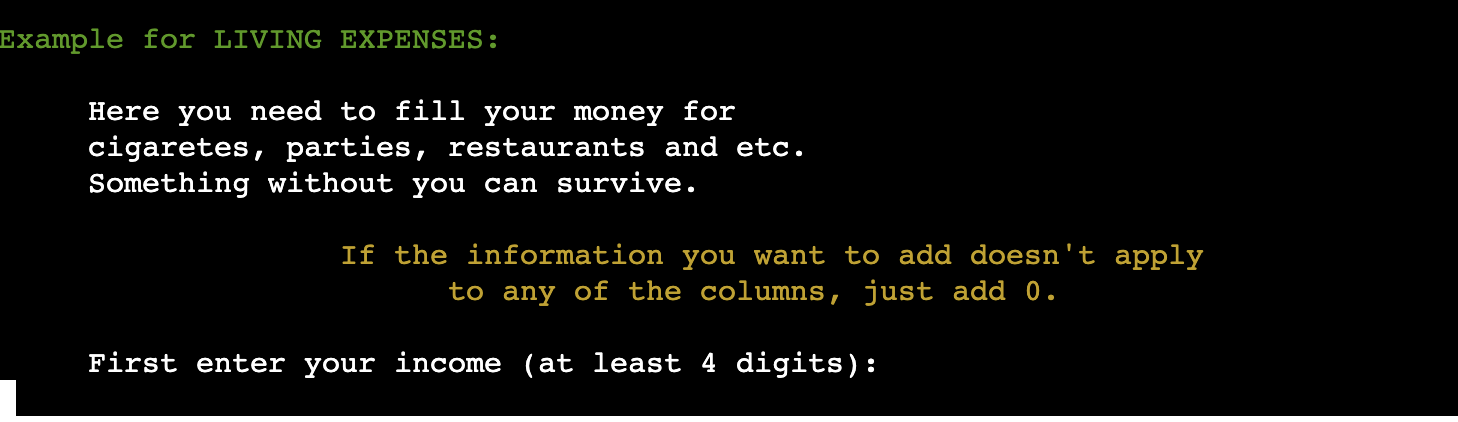 Example for LIVING EXPENSES:
Here you need to fill your money for
cigaretes, parties, restaurants and etc.
Something without you can survive.
If the information you want to add doesn't apply
to any of the columns, just add 0.
First enter your income (at least 4 digits):